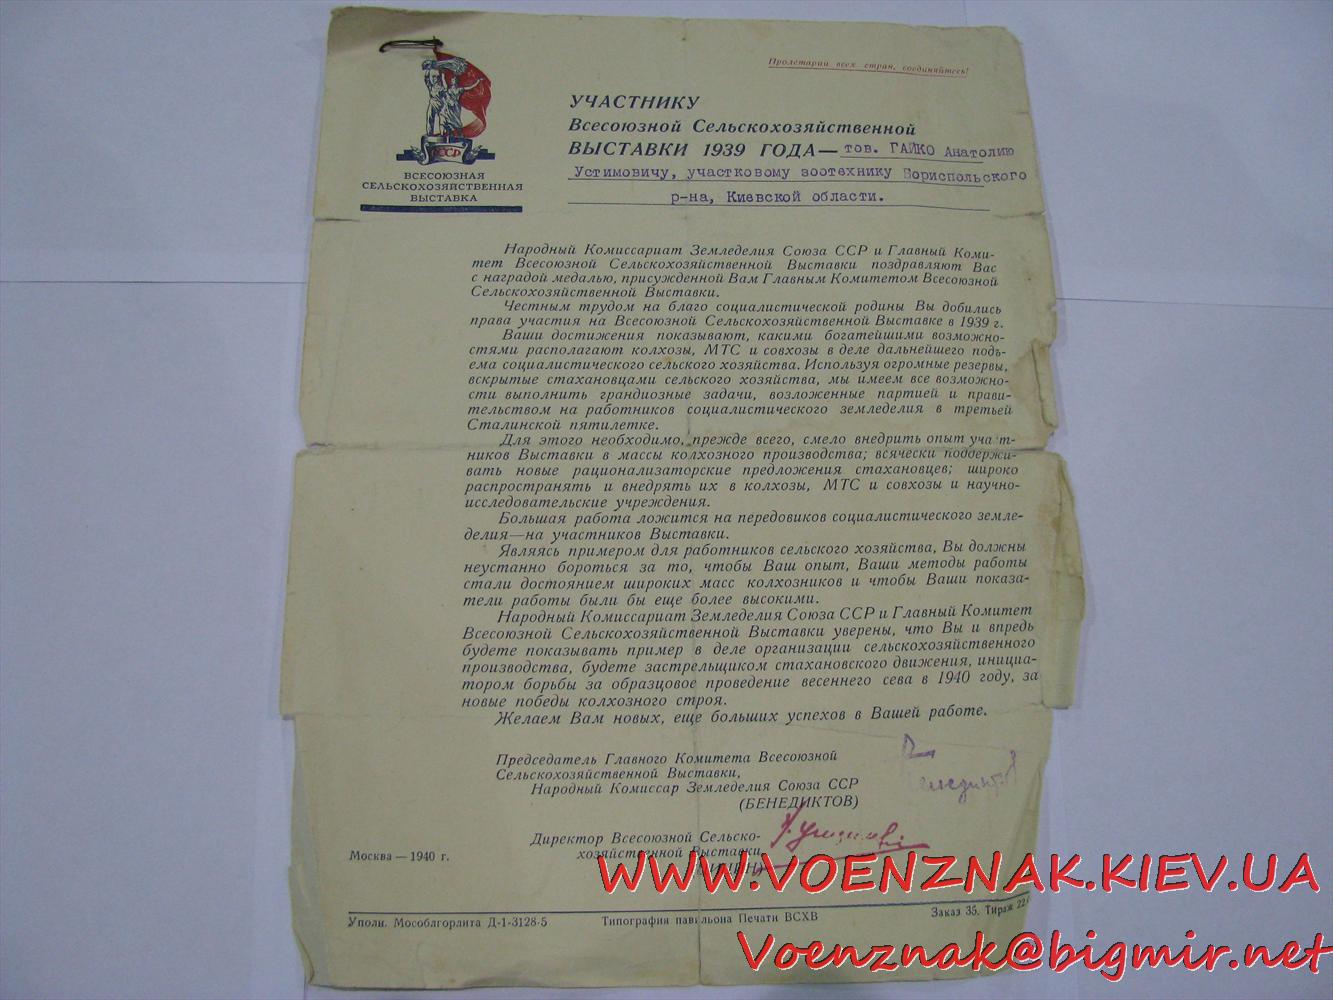 Пролетарии всех стран, соединяйтесь!
СССР
ВСЕСОЮЗНАЯ
СЕЛЬСКОХОЗЯЙСТВЕННАЯ
ВЫСТАВКА
УЧАСТНИКУ
Всесоюзной Сельскохозяйственной
ВЫСТАВКИ 1939 ГОДА — тов. ГАЙКО Анатолию
Устимовичу, участковому зоотехнику Бориспольского
р-на, Киевской области.
Народный Комиссариат Земледелия Союза ССР и Главный Коми-
тет Всесоюзной Сельскохозяйственной Выставки поздравляют Вас
с наградой медалью, присужденной Вам Главным Комитетом Всесоюзной
Сельскохозяйственной Выставки.
Честным трудом на благо социалистической родины Вы добились
права участия на Всесоюзной Сельскохозяйственной Выставке в 1939 г.
Ваши достижения показывают, какими богатейшими возможно-
стями располагают колхозы, МТС и совхозы в деле дальнейшего подъ-
ема социалистического сельского хозяйства. Используя огромные резервы,
вскрытые стахановцами сельского хозяйства, мы имеем все возможно-
сти выполнить грандиозные задачи, возложенные партией и прави-
тельством на работников социалистического земледелия в третьей
Сталинской пятилетке.
Для этого необходимо, прежде всего, смело внедрить опыт участ-
ников Выставки в массы колхозного производства; всячески поддержи-
вать новые рационализаторские предложения стахановцев; широко
распространять и внедрять их в колхозы, МТС и совхозы и научно-
исследовательские учреждения.
Большая работа ложится на передовиков социалистического земле-
делия—на участников Выставки.
Являясь примером для работников сельского хозяйства, Вы должны
неустанно бороться за то, чтобы Ваш опыт, Ваши методы работы
стали достоянием широких масс колхозников и чтобы Ваши показа-
тели работы были бы еще более высокими.
Народный Комиссариат Земледелия Союза ССР и Главный Комитет
Всесоюзной Сельскохозяйственной Выставки уверены, что Вы и впредь
будете показывать пример в деле организации сельскохозяйственного
производства, будете застрельщиком стахановского движения, инициа-
тором борьбы за образцовое проведение весеннего сева в 1940 году, за
новые победы колхозного строя.
Желаем Вам новых, еще больших успехов в Вашей работе.
Председатель Главного Комитета Всесоюзной
Сельскохозяйственной Выставки,
Народный Комиссар Земледелия Союза ССР
(БЕНЕДИКТОВ)
Бенедиктов
Директор Всесоюзной Сельско-
хозяйственной Выставки
Москва — 1940 г.
WWW.VOENZNAK.KIEV.UA
Уполн. Мособлгорлита Д-1-3128-5 Типография павильона Печати ВСХВ Заказ 35. Тираж
Voenznak@bigmir.net